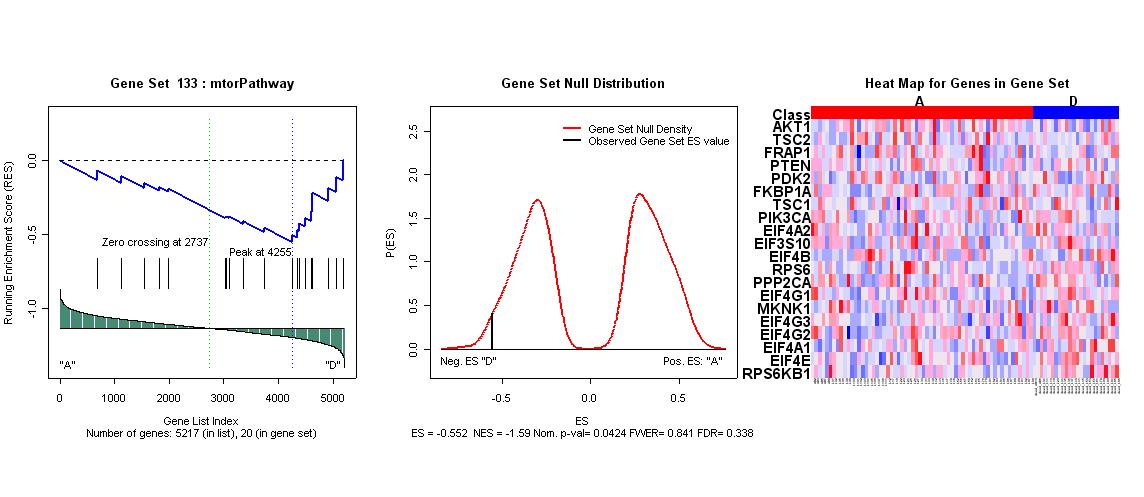 Gene Set 133 : mtorPathway
Running Enrichment Score (RES)
0.0
-0.5
-1.0
Zero crossing at 2737
Peak at 4255
"A"
"D"
0 1000 2000 3000 4000 5000
Gene List Index
Number of genes: 5217 (in list), 20 (in gene set)
Gene Set Null Distribution
P(ES)
2.5
2.0
1.5
1.0
0.5
0.0
Gene Set Null Density
Observed Gene Set ES value
Neg. ES "D"
Pos. ES: "A"
-0.5 0.0 0.5
ES
ES = -0.552 NES = -1.59 Nom. p-val= 0.0424 FWER= 0.841 FDR= 0.338
Heat Map for Genes in Gene Set
A D
Class
AKT1
TSC2
FRAP1
PTEN
PDK2
FKBP1A
TSC1
PIK3CA
EIF4A2
EIF3S10
EIF4B
RPS6
PPP2CA
EIF4G1
MKNK1
EIF4G3
EIF4G2
EIF4A1
EIF4E
RPS6KB1